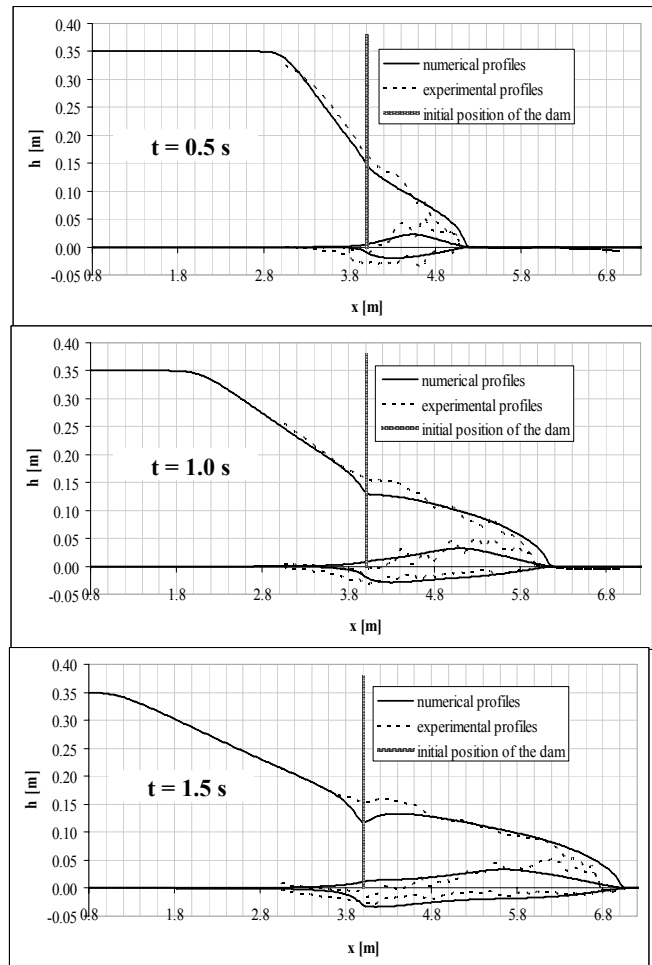 0.40
0.35
0.30
0.25
0.20
0.15
0.10
0.05
0.00
-0.05
h [m]
t = 0.5 s
numerical profiles
experimental profiles
initial position of the dam
0.8 1.8 2.8 3.8 4.8 5.8 6.8
x [m]
0.40
0.35
0.30
0.25
0.20
0.15
0.10
0.05
0.00
-0.05
h [m]
t = 1.0 s
numerical profiles
experimental profiles
initial position of the dam
0.8 1.8 2.8 3.8 4.8 5.8 6.8
x [m]
0.40
0.35
0.30
0.25
0.20
0.15
0.10
0.05
0.00
-0.05
h [m]
t = 1.5 s
numerical profiles
experimental profiles
initial position of the dam
0.8 1.8 2.8 3.8 4.8 5.8 6.8
x [m]